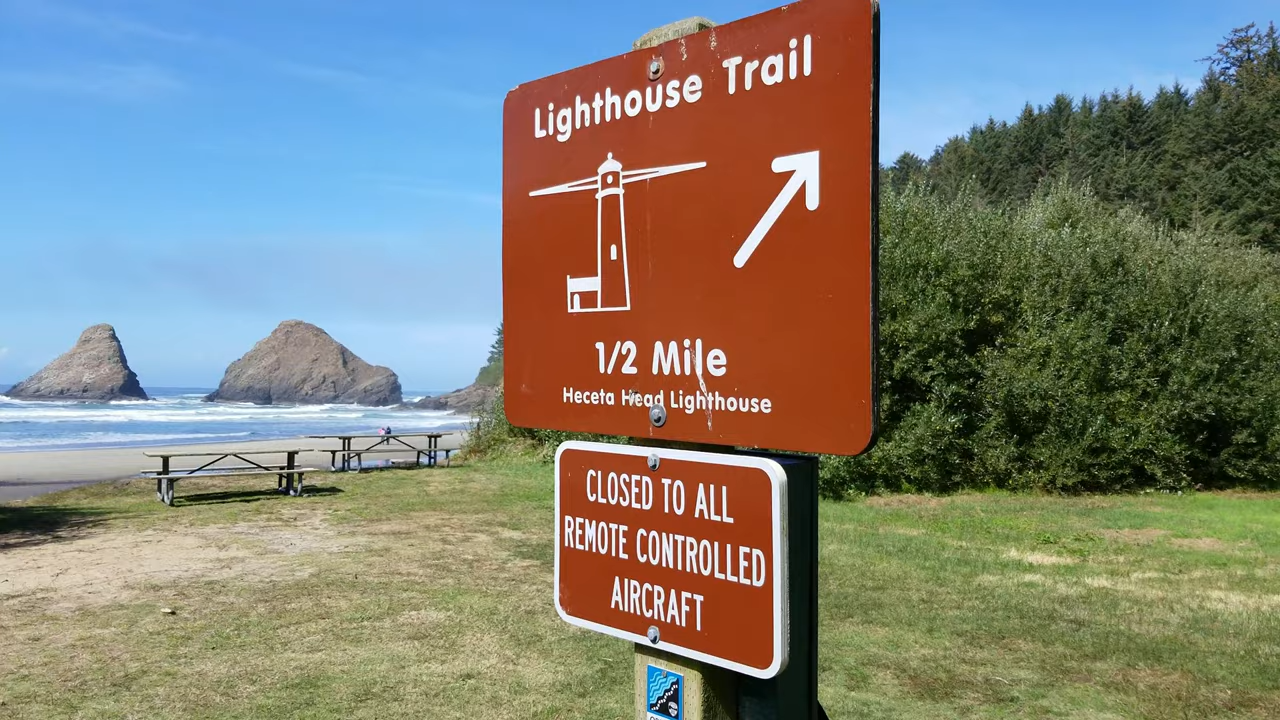 Lighthouse Trail
1/2 Mile
Heceta Head Lighthouse
CLOSED TO ALL
REMOTE CONTROLLED
AIRCRAFT